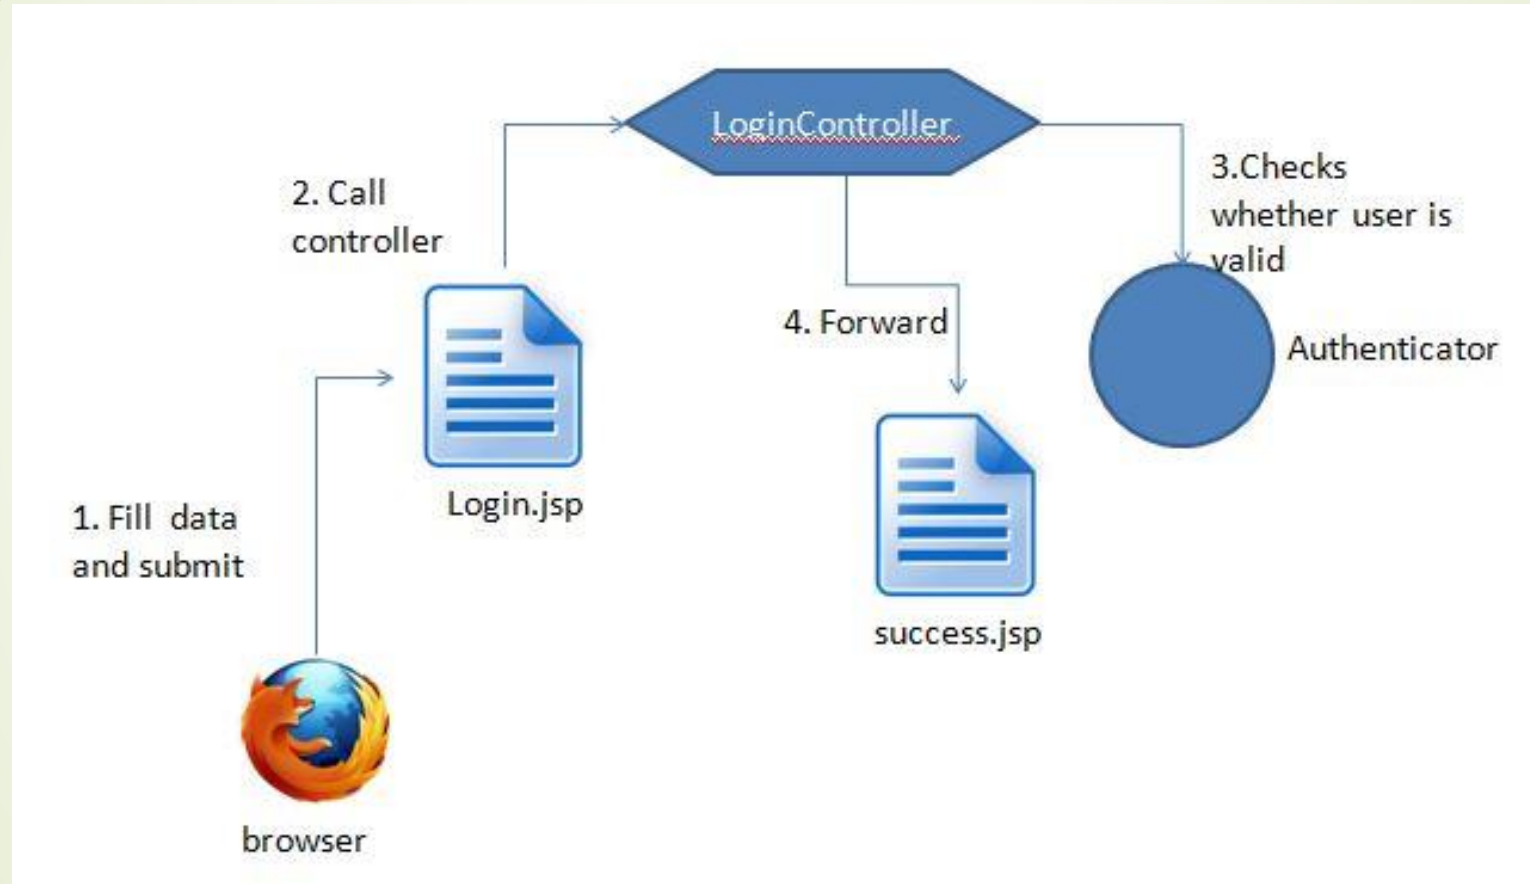 LoginController
2. Call
controller
3.Checks
whether user is
valid
4. Forward
Authenticator
Login.jsp
1. Fill data
and submit
success.jsp
browser